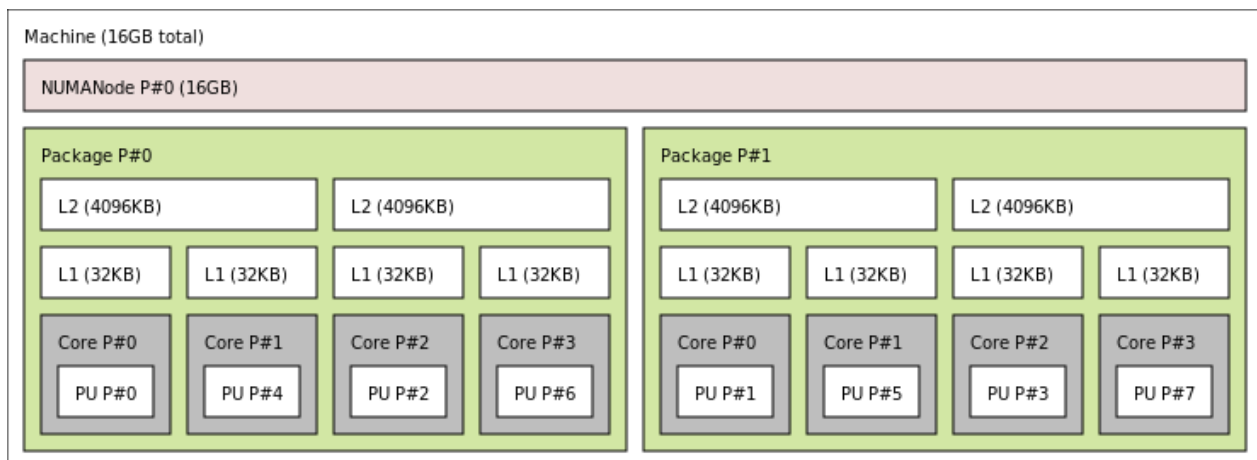 Machine (16GB total)
NUMANode P#0 (16GB)
Package P#0
L2 (4096KB) L2 (4096KB)
L1 (32KB) L1 (32KB) L1 (32KB) L1 (32KB)
Core P#0 Core P#1 Core P#2 Core P#3
PU P#0 PU P#4 PU P#2 PU P#6
Package P#1
L2 (4096KB) L2 (4096KB)
L1 (32KB) L1 (32KB) L1 (32KB) L1 (32KB)
Core P#0 Core P#1 Core P#2 Core P#3
PU P#1 PU P#5 PU P#3 PU P#7